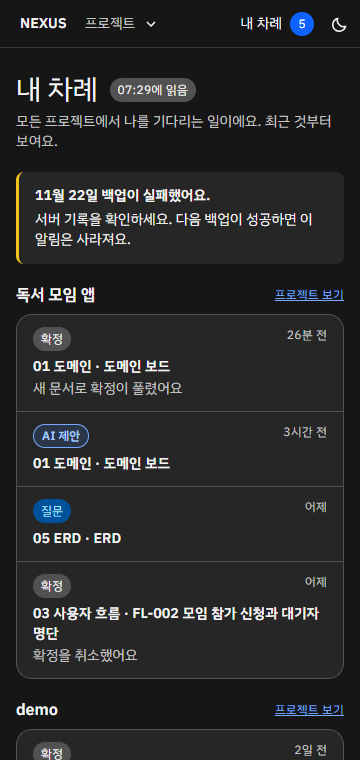 NEXUS 프로젝트 내 차례 5
내 차례 07:29에 읽음
모든 프로젝트에서 나를 기다리는 일이에요. 최근 것부터
보여요.
11월 22일 백업이 실패했어요.
서버 기록을 확인하세요. 다음 백업이 성공하면 이
알림은 사라져요.
독서 모임 앱 프로젝트 보기
확정 26분 전
01 도메인 · 도메인 보드
새 문서로 확정이 풀렸어요
AI 제안 3시간 전
01 도메인 · 도메인 보드
질문 어제
05 ERD · ERD
확정 어제
03 사용자 흐름 · FL-002 모임 참가 신청과 대기자
명단
확정을 취소했어요
demo 프로젝트 보기
확정 2일 전